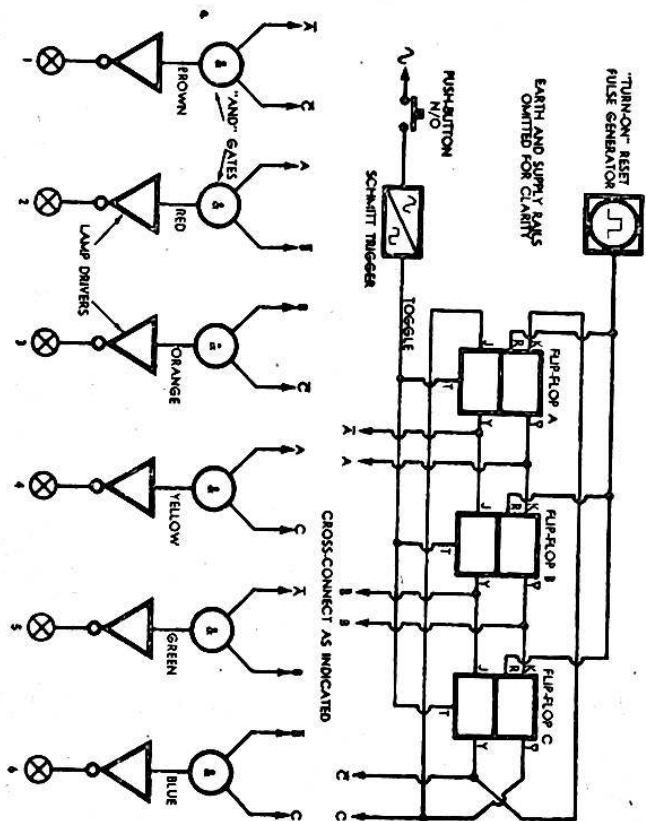 "TURN-ON" RESET
PULSE GENERATOR
EARTH AND SUPPLY RAILS
OMITTED FOR CLARITY
FLIP-FLOP A
FLIP-FLOP B
FLIP-FLOP C
K
R
J
T
Y
K
R
J
T
Y
K
R
J
T
Y
PUSH-BUTTON
N/O
SCHMITT TRIGGER
TOGGLE
A̅ A
B
C̅ C
CROSS-CONNECT AS INDICATED
A̅ C̅ A B C̅ A C A̅ C
& & & & &
"AND" GATES
BROWN RED ORANGE YELLOW GREEN BLUE
LAMP DRIVERS
1 2 3 4 5 6